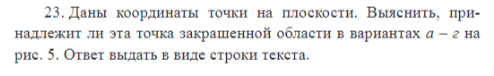 23. Даны координаты точки на плоскости. Выяснить, при-
надлежит ли эта точка закрашенной области в вариантах а – г на
рис. 5. Ответ выдать в виде строки текста.